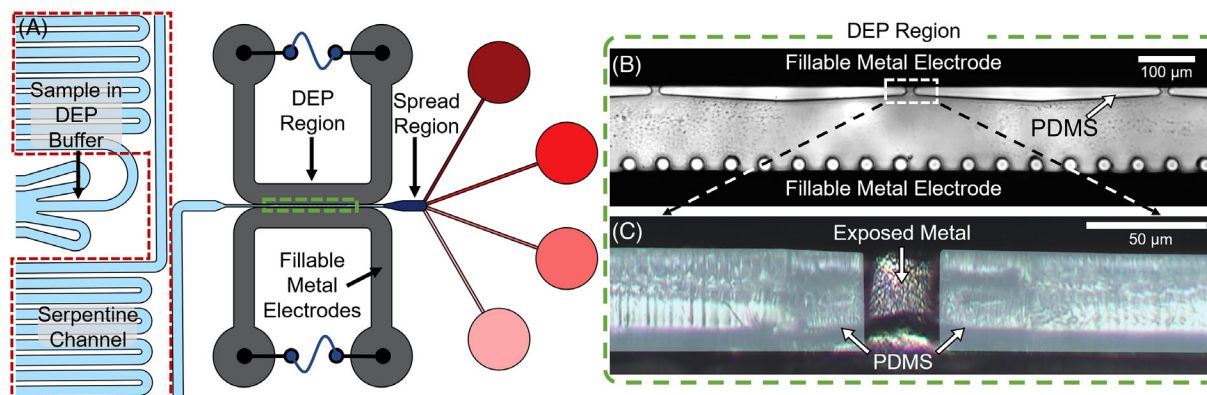 (A)
Sample in
DEP
Buffer
Serpentine
Channel
DEP
Region
Spread
Region
Fillable
Metal
Electrodes
DEP Region
(B)
Fillable Metal Electrode
100 µm
PDMS
Fillable Metal Electrode
(C)
Exposed Metal
50 µm
PDMS